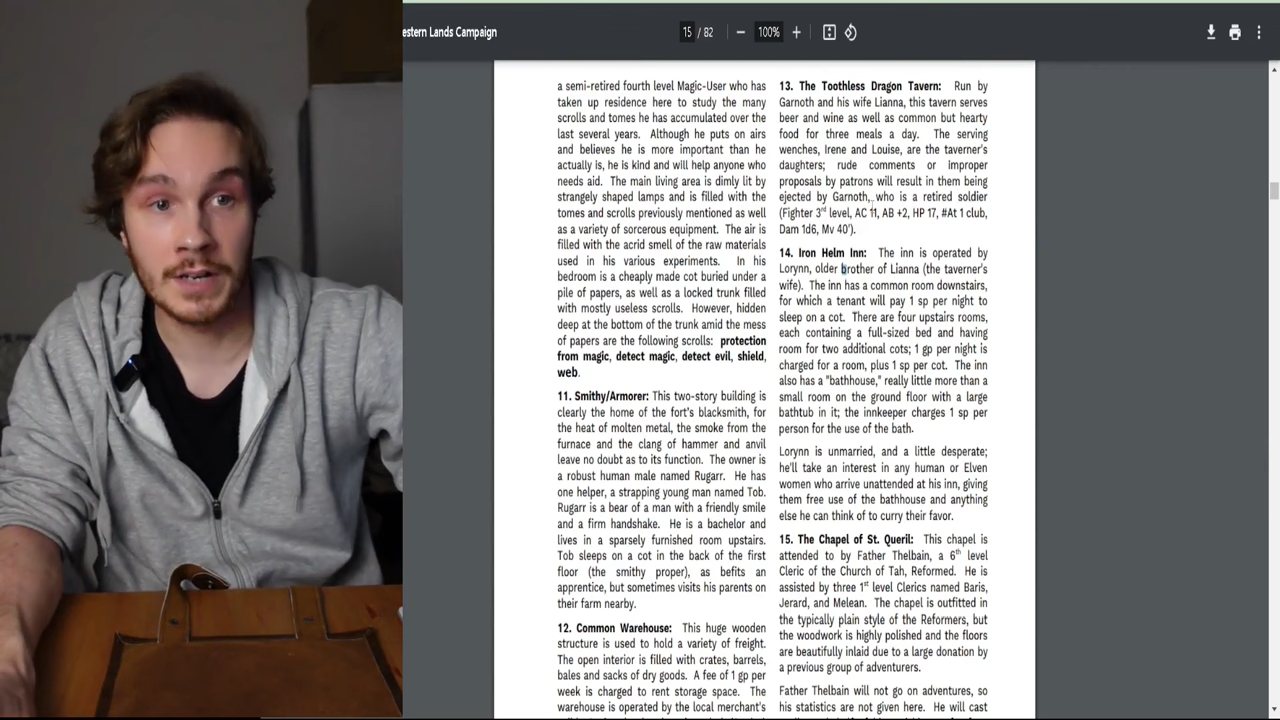 estern Lands Campaign
15 / 82
100%
a semi-retired fourth level Magic-User who has
taken up residence here to study the many
scrolls and tomes he has accumulated over the
last several years. Although he puts on airs
and believes he is more important than he
actually is, he is kind and will help anyone who
needs aid. The main living area is dimly lit by
strangely shaped lamps and is filled with the
tomes and scrolls previously mentioned as well
as a variety of sorcerous equipment. The air is
filled with the acrid smell of the raw materials
used in his various experiments. In his
bedroom is a cheaply made cot buried under a
pile of papers, as well as a locked trunk filled
with mostly useless scrolls. However, hidden
deep at the bottom of the trunk amid the mess
of papers are the following scrolls: protection
from magic, detect magic, detect evil, shield,
web.
11. Smithy/Armorer: This two-story building is
clearly the home of the fort's blacksmith, for
the heat of molten metal, the smoke from the
furnace and the clang of hammer and anvil
leave no doubt as to its function. The owner is
a robust human male named Rugarr. He has
one helper, a strapping young man named Tob.
Rugarr is a bear of a man with a friendly smile
and a firm handshake. He is a bachelor and
lives in a sparsely furnished room upstairs.
Tob sleeps on a cot in the back of the first
floor (the smithy proper), as befits an
apprentice, but sometimes visits his parents on
their farm nearby.
12. Common Warehouse: This huge wooden
structure is used to hold a variety of freight.
The open interior is filled with crates, barrels,
bales and sacks of dry goods. A fee of 1 gp per
week is charged to rent storage space. The
warehouse is operated by the local merchant's
13. The Toothless Dragon Tavern: Run by
Garnoth and his wife Lianna, this tavern serves
beer and wine as well as common but hearty
food for three meals a day. The serving
wenches, Irene and Louise, are the taverner's
daughters; rude comments or improper
proposals by patrons will result in them being
ejected by Garnoth, who is a retired soldier
(Fighter 3rd level, AC 11, AB +2, HP 17, #At 1 club,
Dam 1d6, Mv 40').
14. Iron Helm Inn: The inn is operated by
Lorynn, older brother of Lianna (the taverner's
wife). The inn has a common room downstairs,
for which a tenant will pay 1 sp per night to
sleep on a cot. There are four upstairs rooms,
each containing a full-sized bed and having
room for two additional cots; 1 gp per night is
charged for a room, plus 1 sp per cot. The inn
also has a "bathhouse," really little more than a
small room on the ground floor with a large
bathtub in it; the innkeeper charges 1 sp per
person for the use of the bath.
Lorynn is unmarried, and a little desperate;
he'll take an interest in any human or Elven
women who arrive unattended at his inn, giving
them free use of the bathhouse and anything
else he can think of to curry their favor.
15. The Chapel of St. Queril: This chapel is
attended to by Father Thelbain, a 6th level
Cleric of the Church of Tah, Reformed. He is
assisted by three 1st level Clerics named Baris,
Jerard, and Melean. The chapel is outfitted in
the typically plain style of the Reformers, but
the woodwork is highly polished and the floors
are beautifully inlaid due to a large donation by
a previous group of adventurers.
Father Thelbain will not go on adventures, so
his statistics are not given here. He will cast